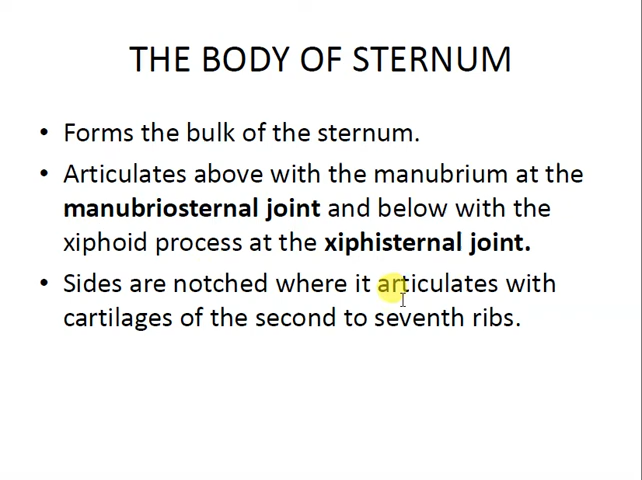 THE BODY OF STERNUM
• Forms the bulk of the sternum.
• Articulates above with the manubrium at the
manubriosternal joint and below with the
xiphoid process at the xiphisternal joint.
• Sides are notched where it articulates with
cartilages of the second to seventh ribs.